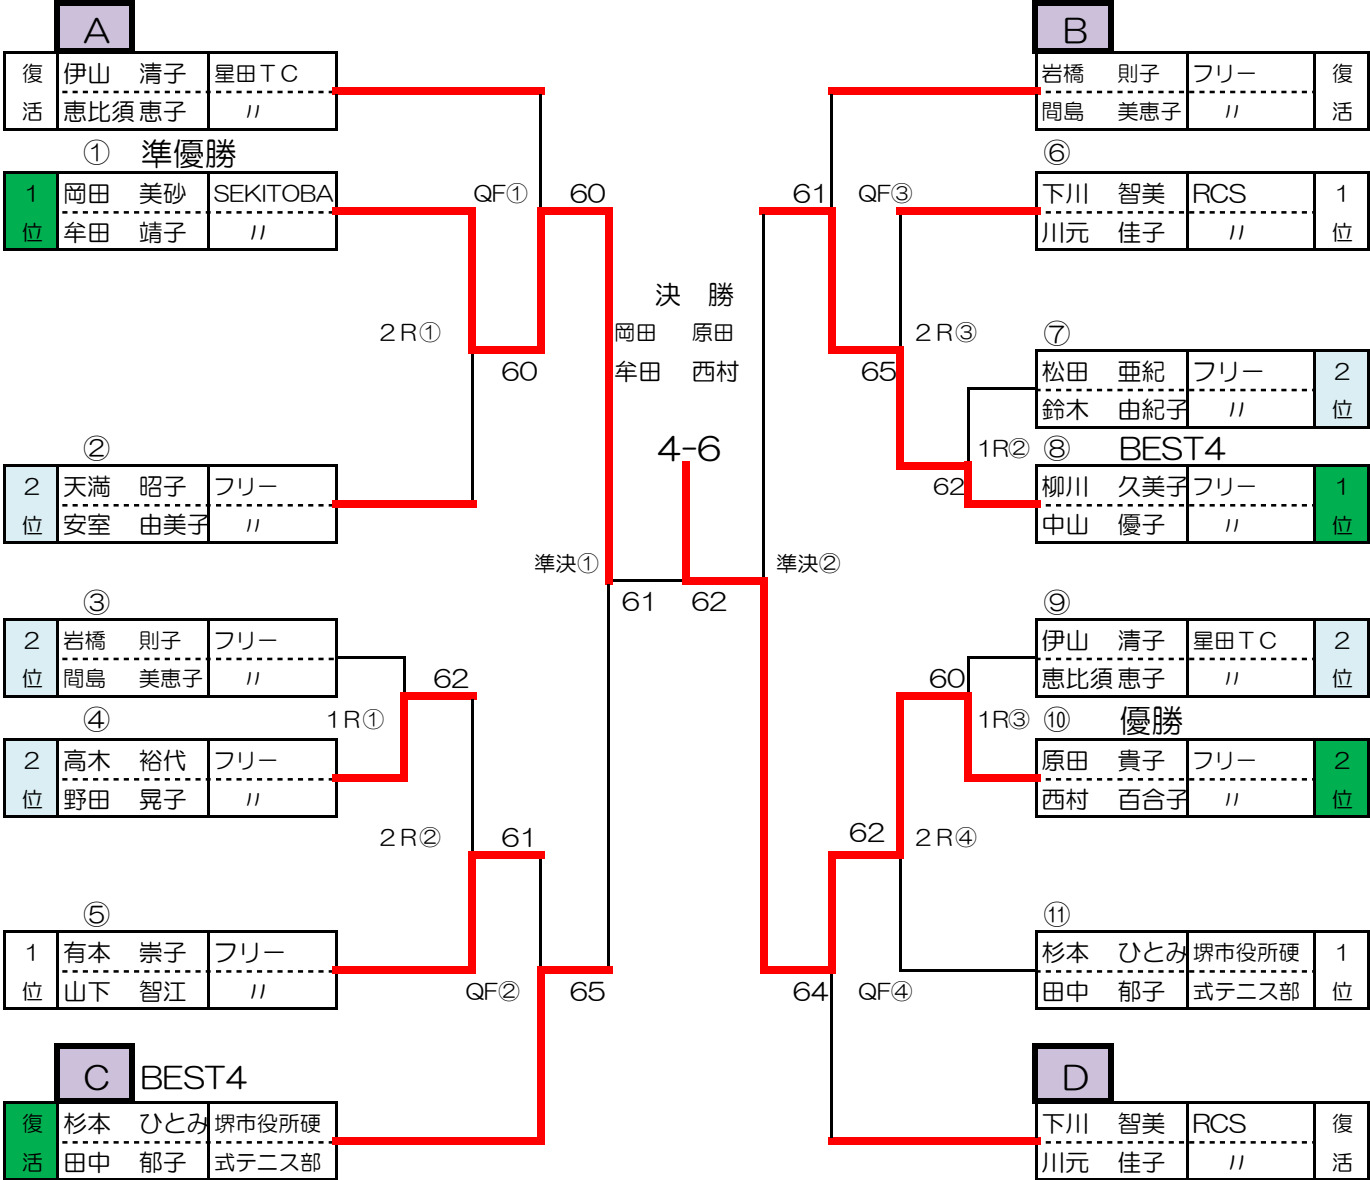 A
復 伊山 清子 星田ＴＣ
活 恵比須 恵子 〃
① 準優勝
1 岡田 美砂 SEKITOBA
位 牟田 靖子 〃
QF① 60
2R① 60
②
2 天満 昭子 フリー
位 安室 由美子 〃
③
2 岩橋 則子 フリー
位 間島 美恵子 〃
62
1R①
④
2 高木 裕代 フリー
位 野田 晃子 〃
2R② 61
⑤
1 有本 崇子 フリー
位 山下 智江 〃
QF② 65
C BEST4
復 杉本 ひとみ 堺市役所硬
活 田中 郁子 式テニス部
決 勝
岡田 原田
牟田 西村
4-6
準決① 準決②
61 62
B
岩橋 則子 フリー 復
間島 美恵子 〃 活
61 QF③
⑥
下川 智美 RCS 1
川元 佳子 〃 位
65 2R③
⑦
松田 亜紀 フリー 2
鈴木 由紀子 〃 位
62 1R②
⑧ BEST4
柳川 久美子 フリー 1
中山 優子 〃 位
⑨
伊山 清子 星田ＴＣ 2
恵比須 恵子 〃 位
60 1R③
⑩ 優勝
原田 貴子 フリー 2
西村 百合子 〃 位
62 2R④
⑪
杉本 ひとみ 堺市役所硬 1
田中 郁子 式テニス部 位
64 QF④
D
下川 智美 RCS 復
川元 佳子 〃 活